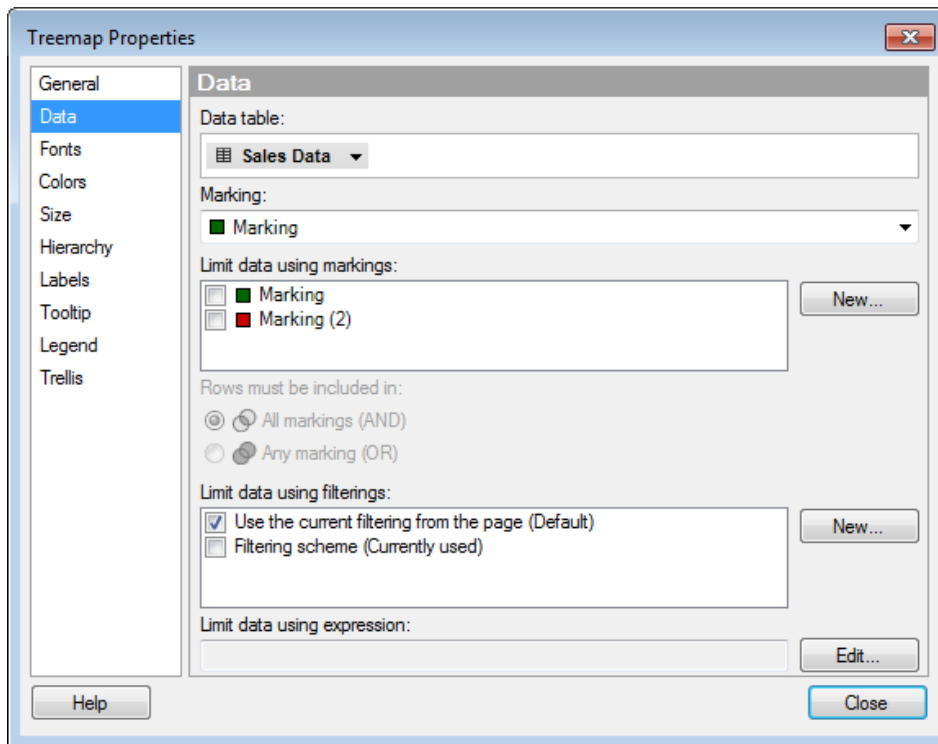 Treemap Properties
General
Data
Fonts
Colors
Size
Hierarchy
Labels
Tooltip
Legend
Trellis
Data
Data table:
Sales Data
Marking:
Marking
Limit data using markings:
Marking
Marking (2)
New...
Rows must be included in:
All markings (AND)
Any marking (OR)
Limit data using filterings:
Use the current filtering from the page (Default)
Filtering scheme (Currently used)
New...
Limit data using expression:
Edit...
Help
Close